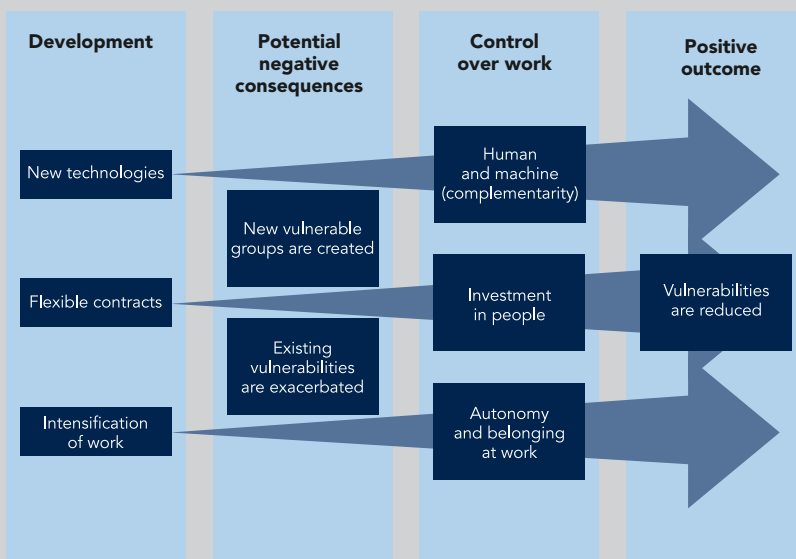 Development
Potential
negative
consequences
Control
over work
Positive
outcome
New technologies
Human
and machine
(complementarity)
New vulnerable
groups are created
Flexible contracts
Investment
in people
Vulnerabilities
are reduced
Existing
vulnerabilities
are exacerbated
Intensification
of work
Autonomy
and belonging
at work